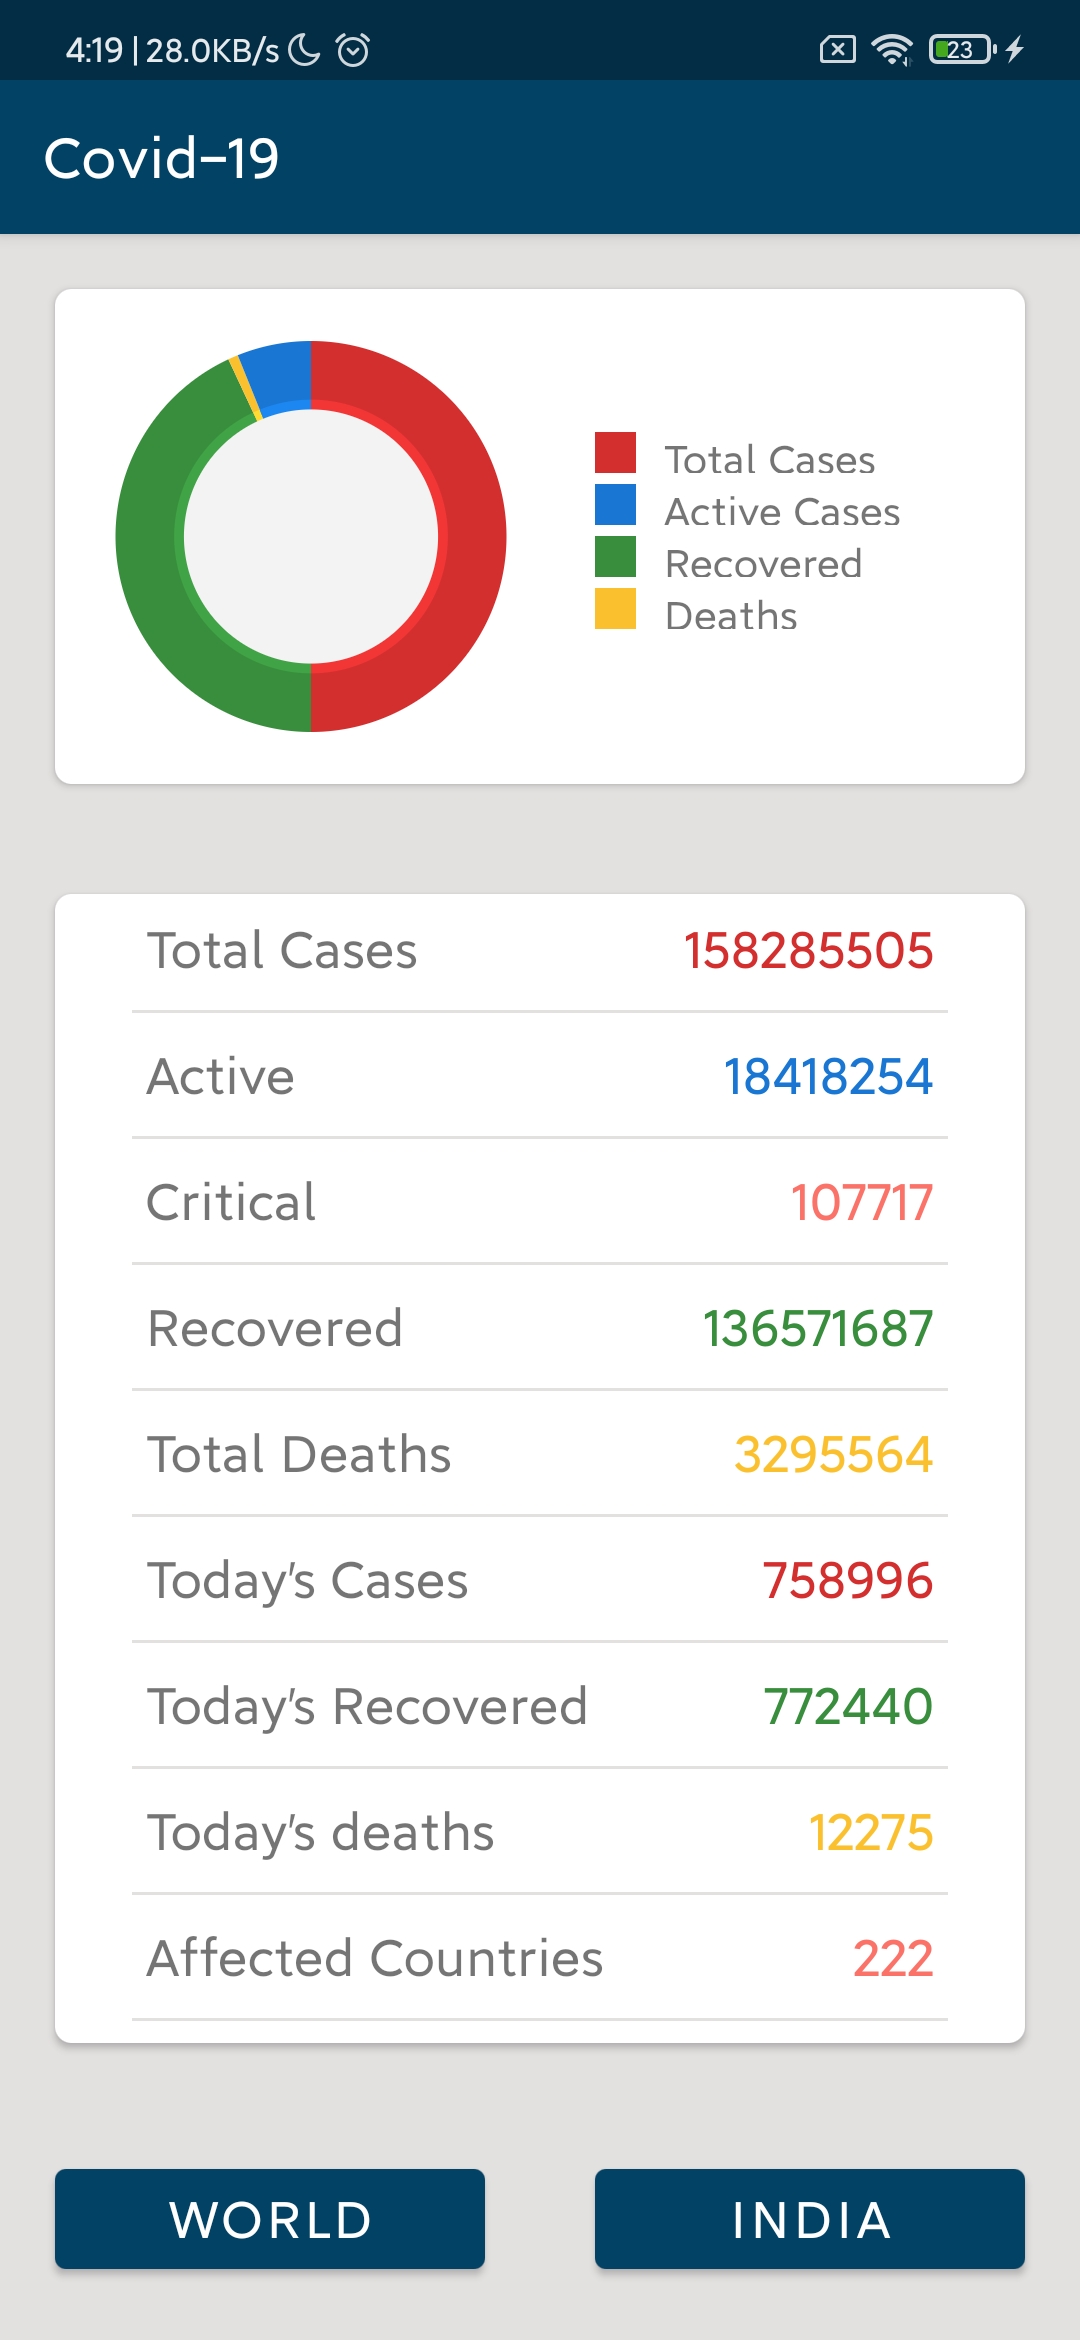 4:19 | 28.0KB/s 23
Covid-19
Total Cases
Active Cases
Recovered
Deaths
Total Cases 158285505
Active 18418254
Critical 107717
Recovered 136571687
Total Deaths 3295564
Today's Cases 758996
Today's Recovered 772440
Today's deaths 12275
Affected Countries 222
WORLD INDIA